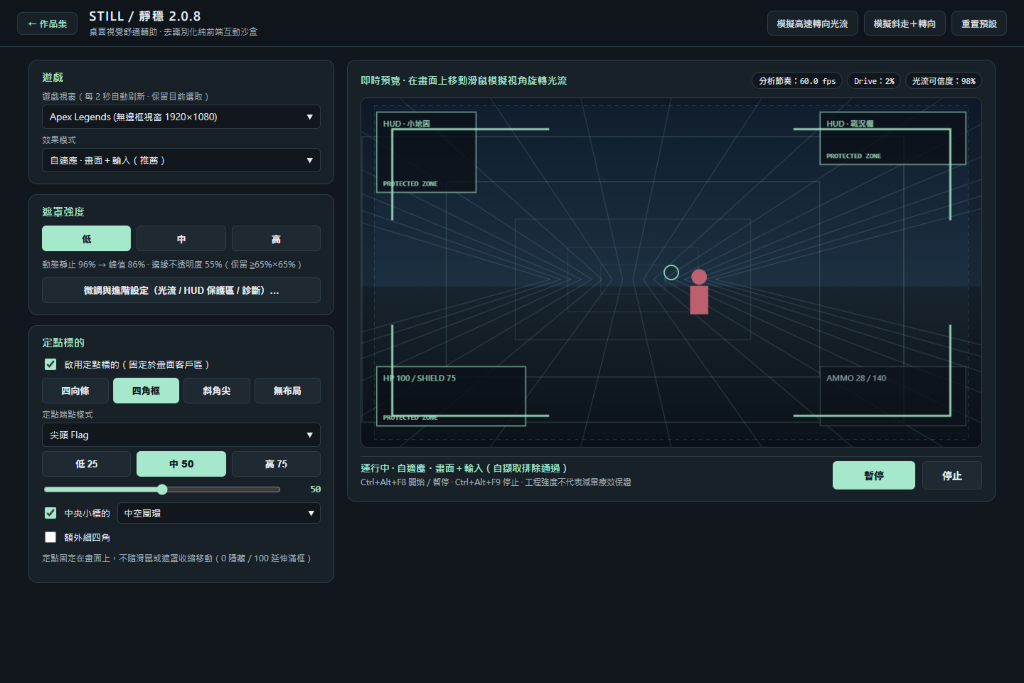 ← 作品集
STILL / 靜穩 2.0.8
桌面視覺舒適輔助 · 去識別化純前端互動沙盒
模擬高速轉向光流
模擬斜走+轉向
重置預設
遊戲
遊戲視窗 ( 每 2 秒自動刷新 · 保留目前選取 )
Apex Legends (無邊框視窗 1920×1080)
效果模式
自適應 · 畫面 + 輸入 ( 推薦 )
遮罩強度
低
中
高
動態靜止 96% → 峰值 86% · 邊緣不透明度 55% ( 保留 ≥65%×65% )
微調與進階設定(光流 / HUD 保護區 / 診斷)…
定點標的
啟用定點標的 ( 固定於畫面客戶區 )
四向條
四角框
斜角尖
無布局
定點端點樣式
尖頭 Flag
低 25
中 50
高 75
50
中央小標的
中空圓環
額外細四角
定點固定在畫面上,不隨滑鼠或遮罩收縮移動 ( 0 隱藏 / 100 延伸滿框 )
即時預覽 · 在畫面上移動滑鼠模擬視角旋轉光流
分析節奏:60.0 fps
Drive:2%
光流可信度:98%
HUD · 小地圖
PROTECTED ZONE
HUD · 戰況欄
PROTECTED ZONE
HP 100 / SHIELD 75
PROTECTED ZONE
AMMO 28 / 140
運行中 · 自適應 · 畫面 + 輸入 ( 自擷取排除通過 )
Ctrl+Alt+F8 開始 / 暫停 · Ctrl+Alt+F9 停止 · 工程強度不代表減暈療效保證
暫停
停止